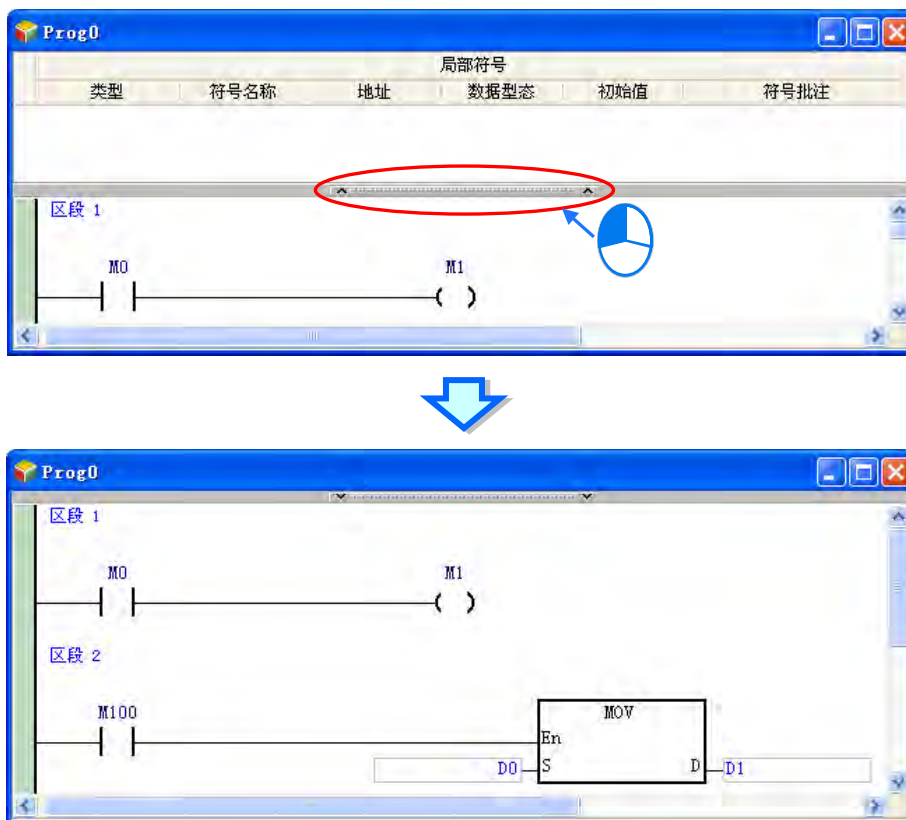 Prog0
局部符号
类型 符号名称 地址 数据型态 初始值 符号批注
区段 1
M0 M1
Prog0
区段 1
M0 M1
区段 2
M100 MOV
En
D0 S D D1